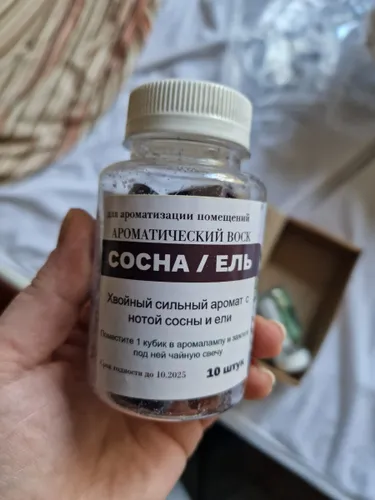 для ароматизации помещений
АРОМАТИЧЕСКИЙ ВОСК
СОСНА / ЕЛЬ
Хвойный сильный аромат с
нотой сосны и ели
Поместите 1 кубик в аромалампу и зажгите
под ней чайную свечу
10 штук
Срок годности до 10.2025